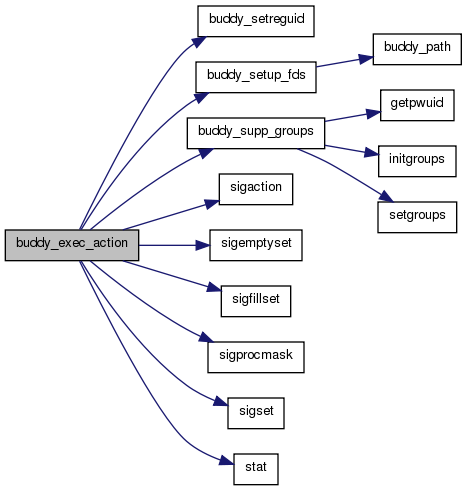 buddy_setreguid
buddy_path
buddy_setup_fds
getpwuid
buddy_supp_groups
initgroups
sigaction
setgroups
buddy_exec_action
sigemptyset
sigfillset
sigprocmask
sigset
stat